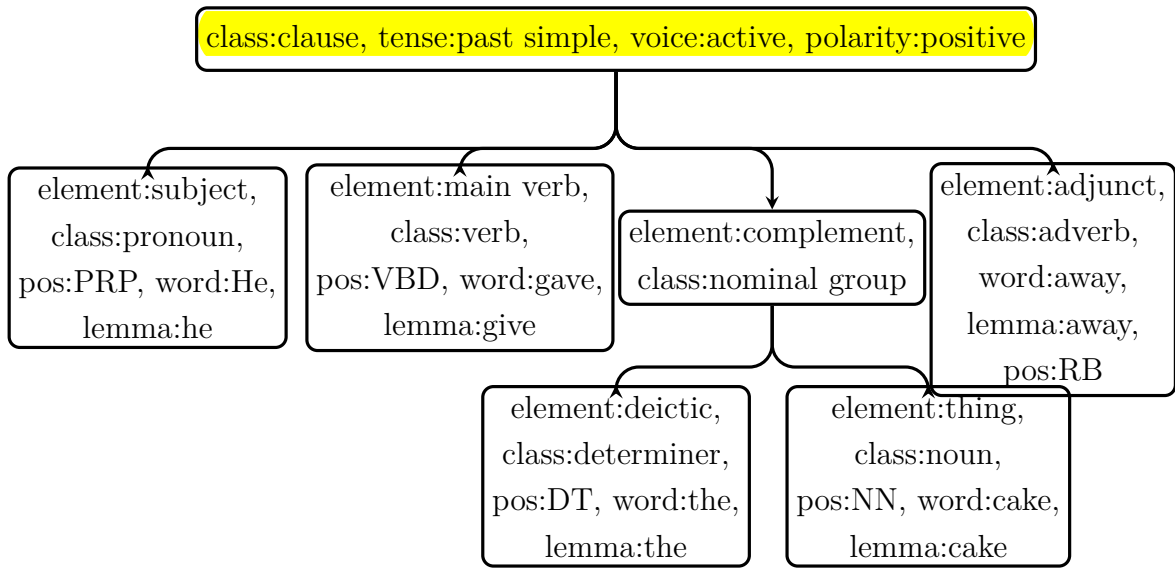 class:clause, tense:past simple, voice:active, polarity:positive
element:subject,
class:pronoun,
pos:PRP, word:He,
lemma:he
element:main verb,
class:verb,
pos:VBD, word:gave,
lemma:give
element:complement,
class:nominal group
element:adjunct,
class:adverb,
word:away,
lemma:away,
pos:RB
element:deictic,
class:determiner,
pos:DT, word:the,
lemma:the
element:thing,
class:noun,
pos:NN, word:cake,
lemma:cake